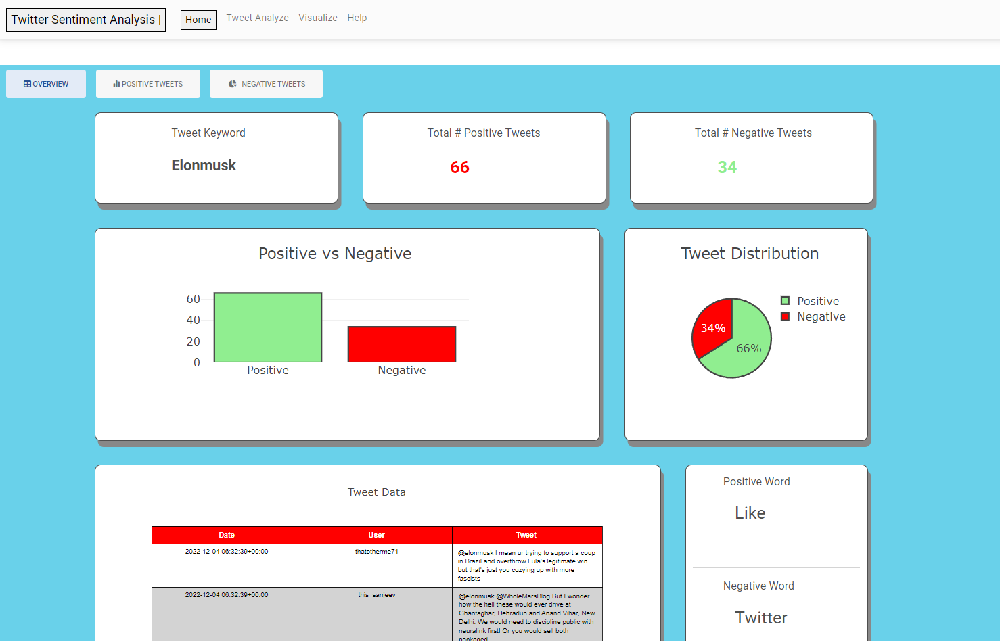 Twitter Sentiment Analysis |
Home
Tweet Analyze
Visualize
Help
OVERVIEW
POSITIVE TWEETS
NEGATIVE TWEETS
Tweet Keyword
Elonmusk
Total # Positive Tweets
66
Total # Negative Tweets
34
Positive vs Negative
60
40
20
0
Positive
Negative
Tweet Distribution
34%
66%
Positive
Negative
Tweet Data
Date
User
Tweet
2022-12-04 06:32:39+00:00
thatotherme71
@elonmusk I mean ur trying to support a coup
in Brazil and overthrow Lula's legitimate win
but that's just you cozying up with more
fascists
2022-12-04 06:32:39+00:00
this_sanjeev
@elonmusk @WholeMarsBlog But I wonder
how the hell these would ever drive at
Ghantaghar, Dehradun and Anand Vihar, New
Delhi. We would need to discipline public with
neuralink first! Or you would sell both
packaged
Positive Word
Like
Negative Word
Twitter